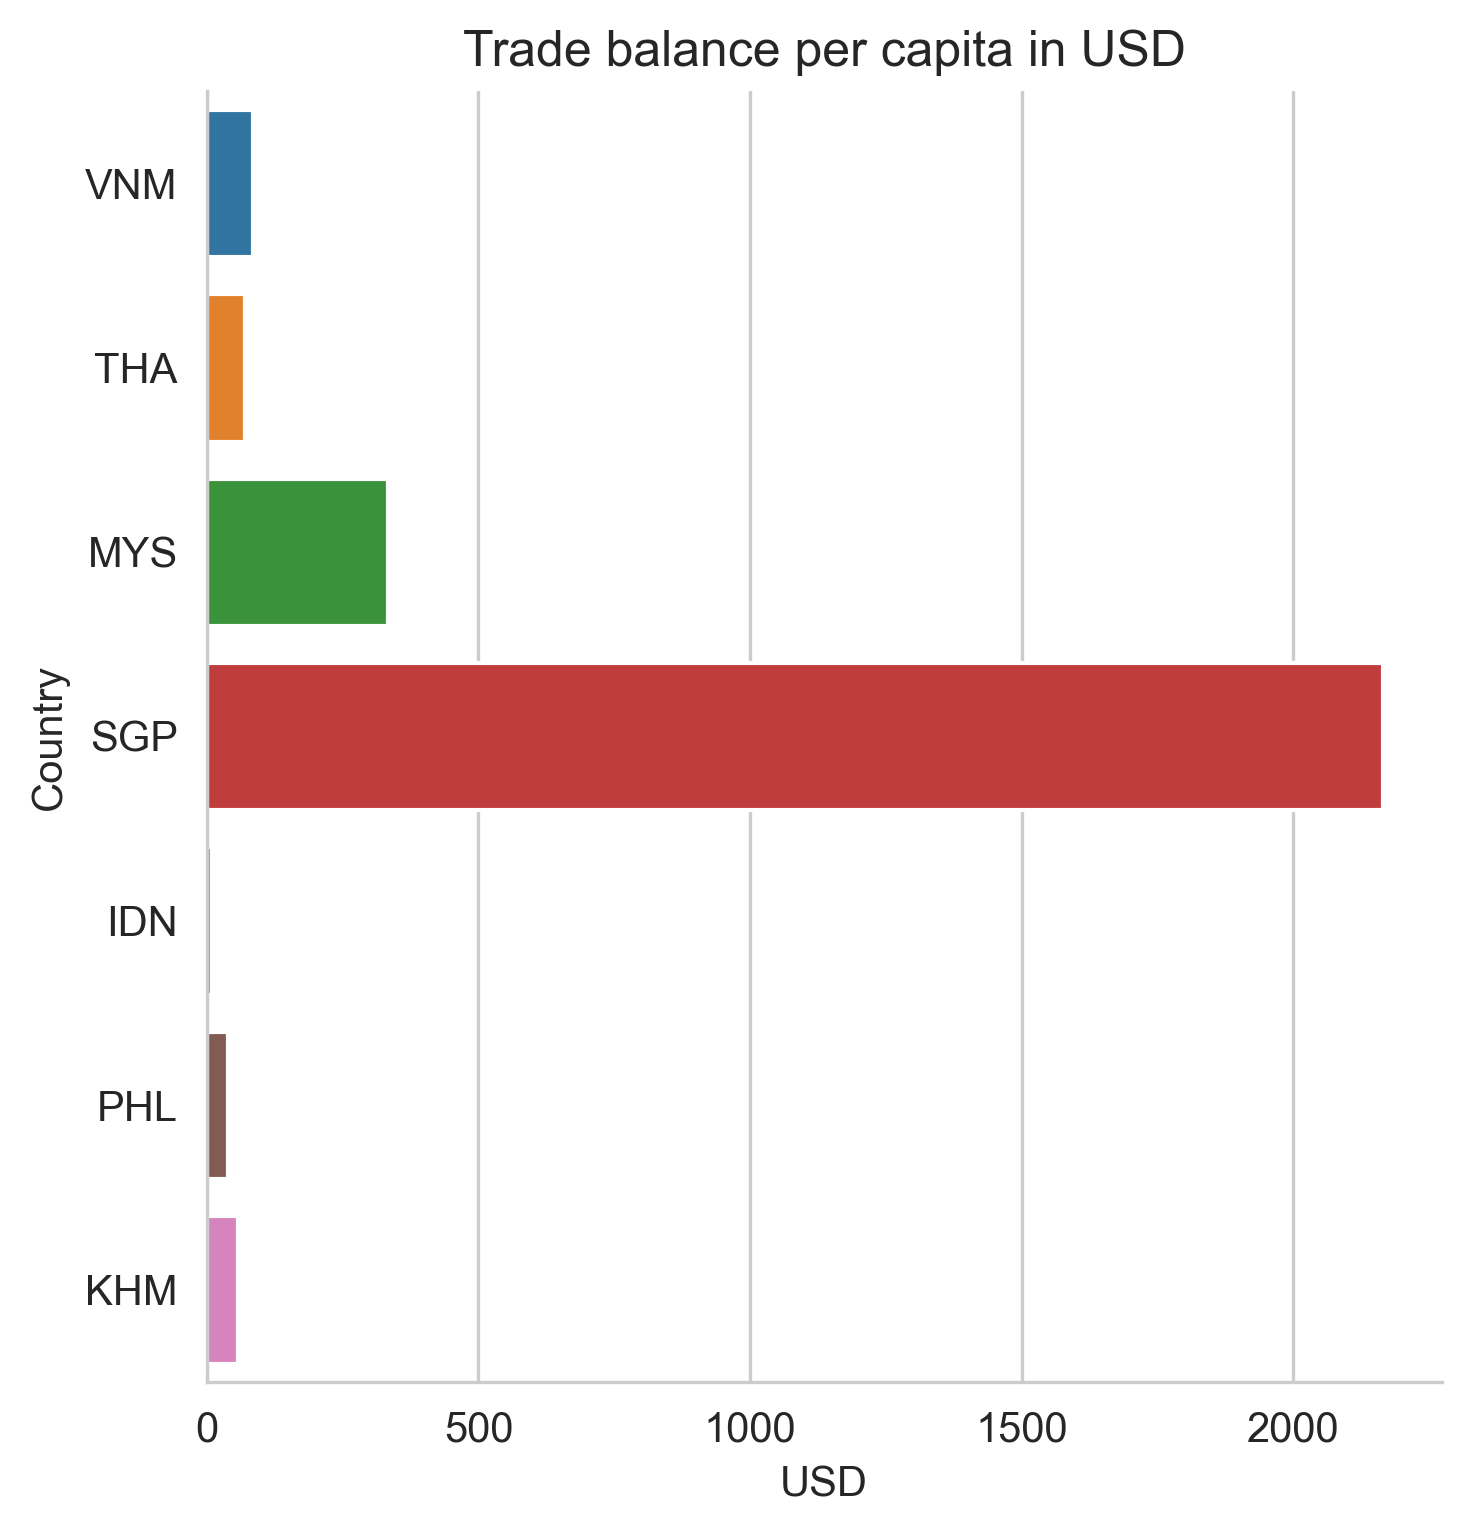 Trade balance per capita in USD
Country
VNM
THA
MYS
SGP
IDN
PHL
KHM
0 500 1000 1500 2000
USD